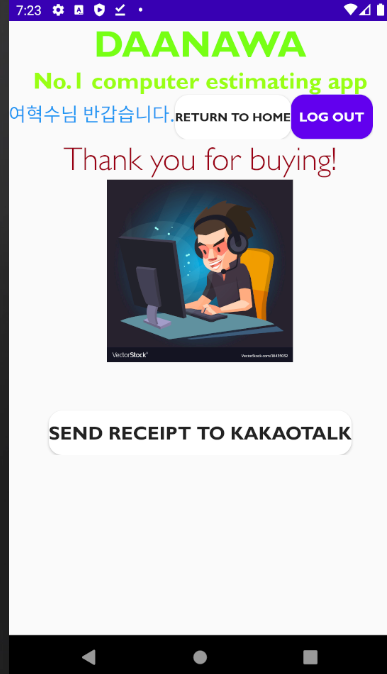 7:23
DAANAWA
No.1 computer estimating app
여혁수님 반갑습니다. RETURN TO HOME LOG OUT
Thank you for buying!
VectorStock®
SEND RECEIPT TO KAKAOTALK